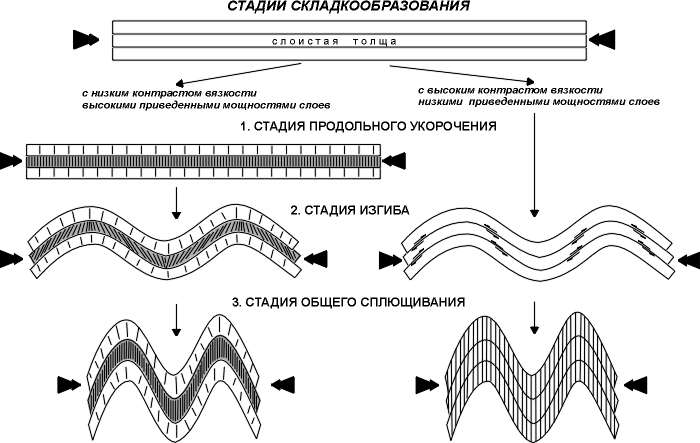 СТАДИИ СКЛАДКООБРАЗОВАНИЯ
слоистая толща
с низким контрастом вязкости
высокими приведенными мощностями слоев
с высоким контрастом вязкости
низкими приведенными мощностями слоев
1. СТАДИЯ ПРОДОЛЬНОГО УКОРОЧЕНИЯ
2. СТАДИЯ ИЗГИБА
3. СТАДИЯ ОБЩЕГО СПЛЮЩИВАНИЯ